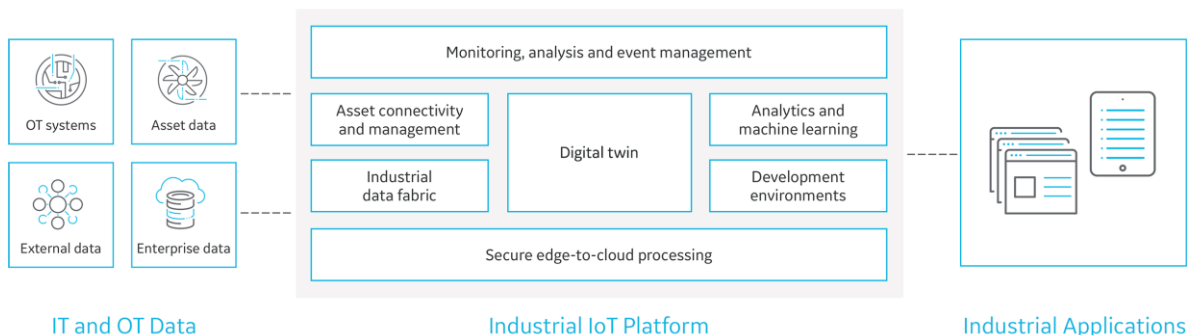 OT systems
Asset data
External data
Enterprise data
IT and OT Data
Monitoring, analysis and event management
Asset connectivity
and management
Industrial
data fabric
Digital twin
Analytics and
machine learning
Development
environments
Secure edge-to-cloud processing
Industrial IoT Platform
Industrial Applications